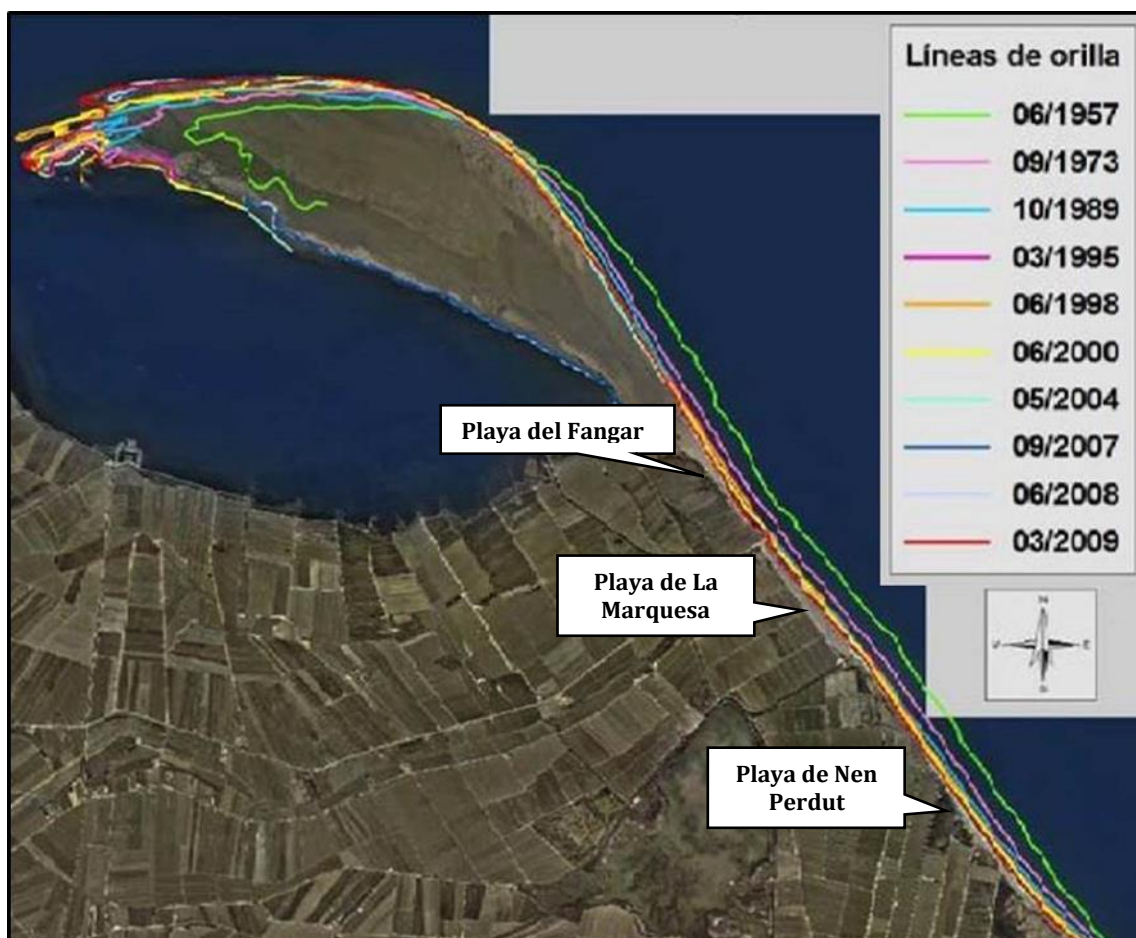 Líneas de orilla
06/1957
09/1973
10/1989
03/1995
06/1998
06/2000
05/2004
09/2007
06/2008
03/2009
N
E
S
Playa del Fangar
Playa de La
Marquesa
Playa de Nen
Perdut